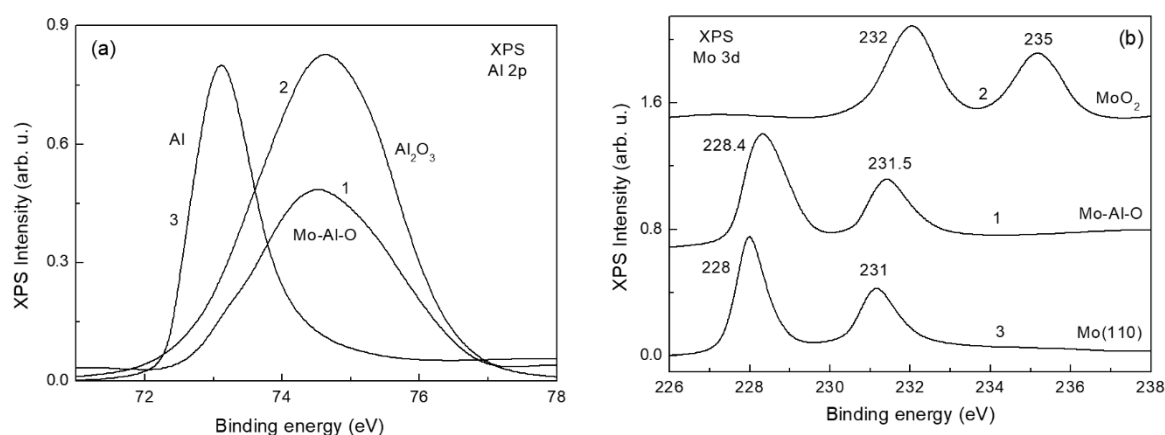 (a)
XPS
Al 2p
2
Al
Al₂O₃
1
3
Mo-Al-O
0.9
0.6
0.3
0.0
XPS Intensity (arb. u.)
72
74
76
78
Binding energy (eV)
XPS
Mo 3d
(b)
232
235
2
MoO₂
228.4
231.5
1
Mo-Al-O
228
231
3
Mo(110)
1.6
0.8
0.0
XPS Intensity (arb. u.)
226
228
230
232
234
236
238
Binding energy (eV)